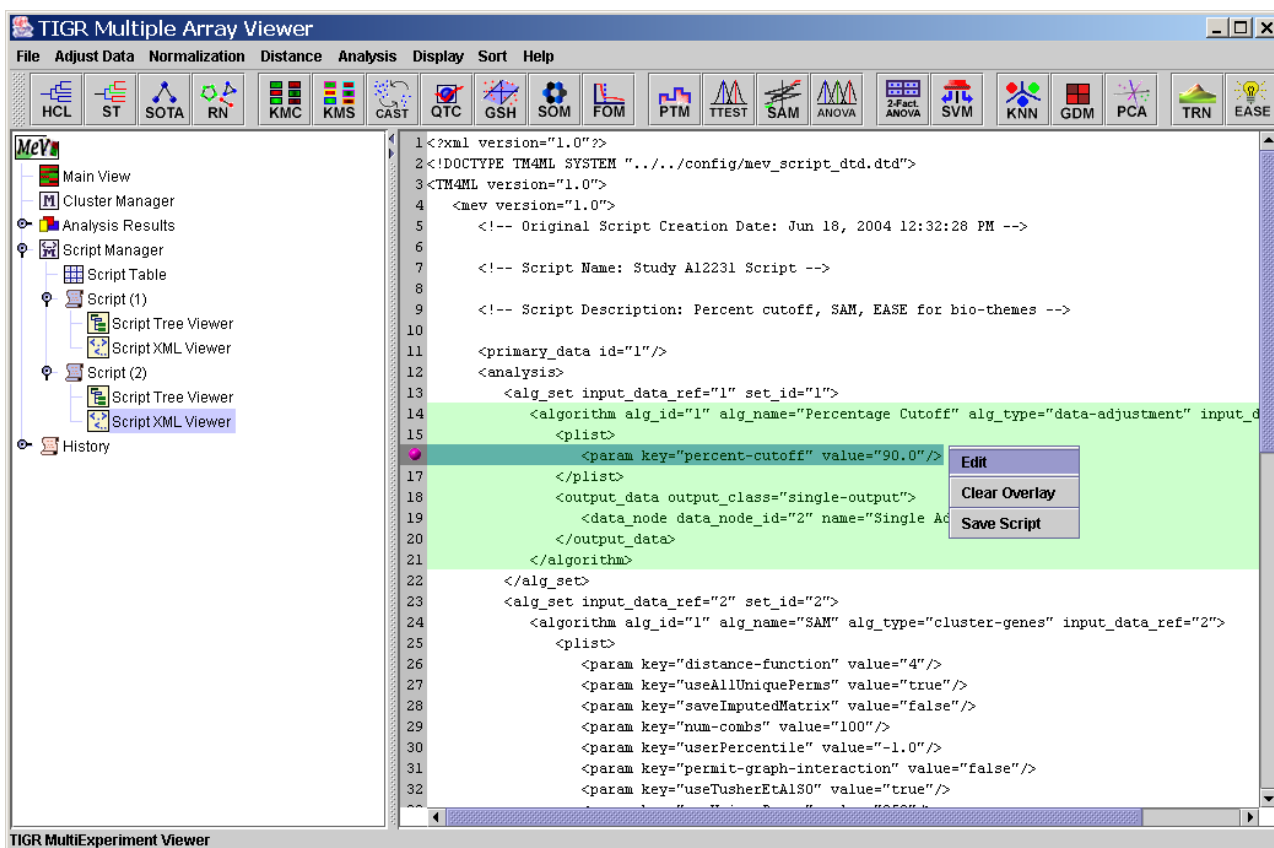 TIGR Multiple Array Viewer
File Adjust Data Normalization Distance Analysis Display Sort Help
HCL ST SOTA RN KMC KMS CAST QTC GSH SOM FOM PTM TTEST SAM ANOVA 2-Fact. ANOVA SVM KNN GDM PCA TRN EASE
MeV
Main View
M Cluster Manager
Analysis Results
Script Manager
Script Table
Script (1)
Script Tree Viewer
Script XML Viewer
Script (2)
Script Tree Viewer
Script XML Viewer
History
1 <?xml version="1.0"?>
2 <!DOCTYPE TM4ML SYSTEM "../../config/mev_script_dtd.dtd">
3 <TM4ML version="1.0">
4 <mev version="1.0">
5 <!-- Original Script Creation Date: Jun 18, 2004 12:32:28 PM -->
6
7 <!-- Script Name: Study A12231 Script -->
8
9 <!-- Script Description: Percent cutoff, SAM, EASE for bio-themes -->
10
11 <primary_data id="1"/>
12 <analysis>
13 <alg_set input_data_ref="1" set_id="1">
14 <algorithm alg_id="1" alg_name="Percentage Cutoff" alg_type="data-adjustment" input_d
15 <plist>
<param key="percent-cutoff" value="90.0"/>
17 </plist>
18 <output_data output_class="single-output">
19 <data_node data_node_id="2" name="Single Ad
20 </output_data>
21 </algorithm>
22 </alg_set>
23 <alg_set input_data_ref="2" set_id="2">
24 <algorithm alg_id="1" alg_name="SAM" alg_type="cluster-genes" input_data_ref="2">
25 <plist>
26 <param key="distance-function" value="4"/>
27 <param key="useAllUniquePerms" value="true"/>
28 <param key="saveImputedMatrix" value="false"/>
29 <param key="num-combs" value="100"/>
30 <param key="userPercentile" value="-1.0"/>
31 <param key="permit-graph-interaction" value="false"/>
32 <param key="useTusherEtAlS0" value="true"/>
Edit
Clear Overlay
Save Script
TIGR MultiExperiment Viewer